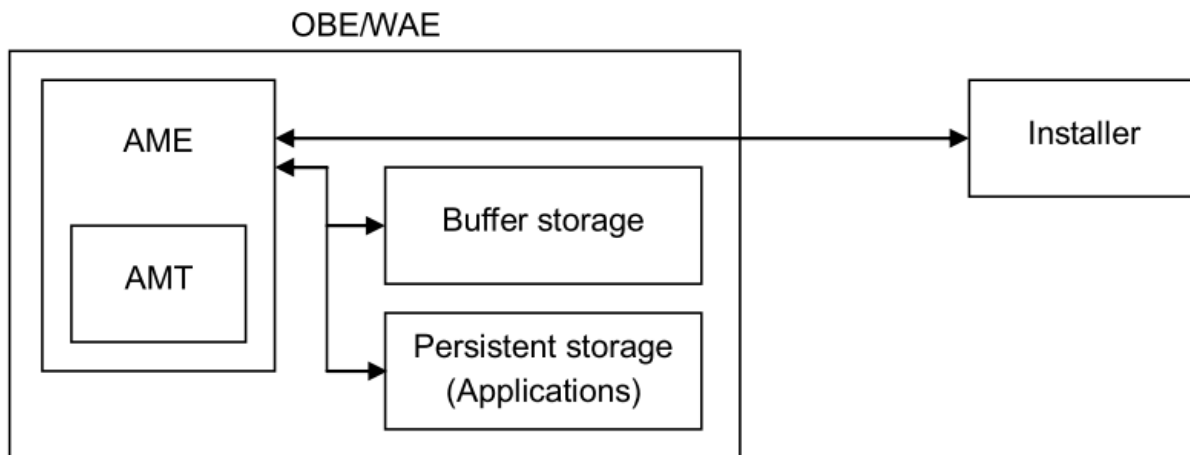 OBE/WAE
AME
Installer
Buffer storage
AMT
Persistent storage
(Applications)